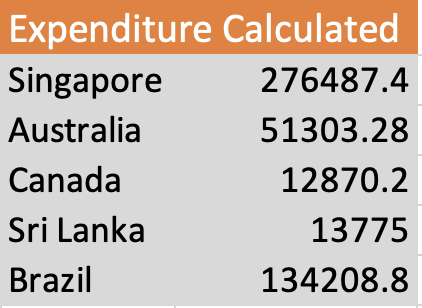 Expenditure Calculated
Singapore 276487.4
Australia 51303.28
Canada 12870.2
Sri Lanka 13775
Brazil 134208.8